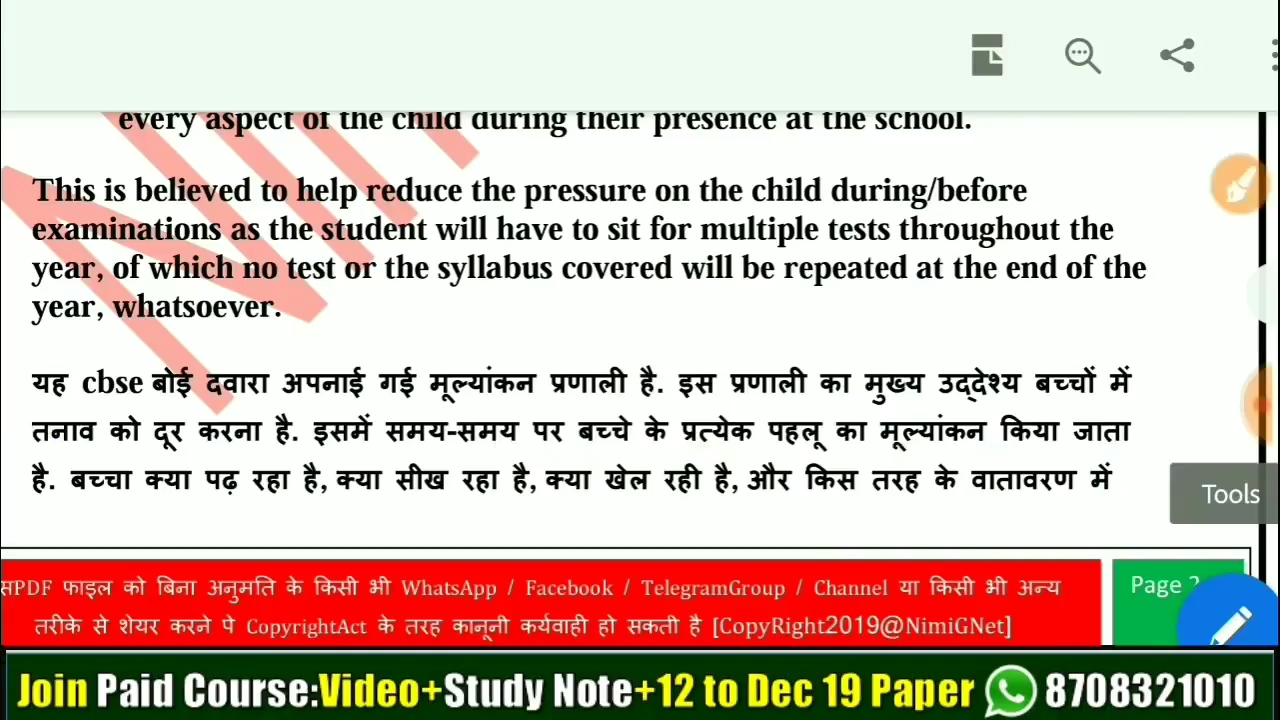 every aspect of the child during their presence at the school.
This is believed to help reduce the pressure on the child during/before
examinations as the student will have to sit for multiple tests throughout the
year, of which no test or the syllabus covered will be repeated at the end of the
year, whatsoever.
यह cbse बोई दवारा अपनाई गई मूल्यांकन प्रणाली है. इस प्रणाली का मुख्य उद्देश्य बच्चों में
तनाव को दूर करना है. इसमें समय-समय पर बच्चे के प्रत्येक पहलू का मूल्यांकन किया जाता
है. बच्चा क्या पढ़ रहा है, क्या सीख रहा है, क्या खेल रही है, और किस तरह के वातावरण में
Tools
सPDF फाइल को बिना अनुमति के किसी भी WhatsApp / Facebook / TelegramGroup / Channel या किसी भी अन्य
तरीके से शेयर करने पे CopyrightAct के तरह कानूनी कर्यवाही हो सकती है [CopyRight2019@NimiGNet]
Page 2
Join Paid Course:Video+Study Note+12 to Dec 19 Paper 8708321010